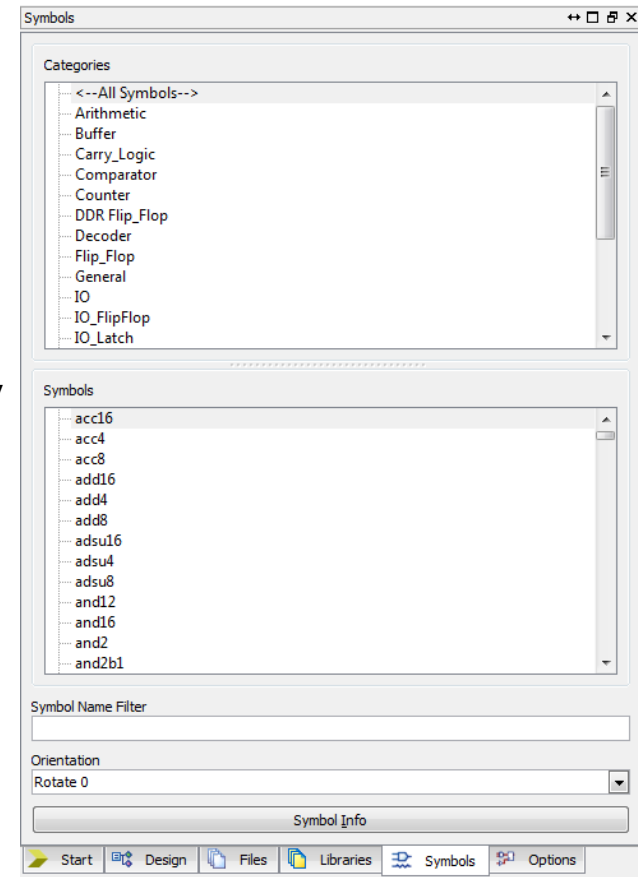 Symbols
Categories
<--All Symbols-->
Arithmetic
Buffer
Carry_Logic
Comparator
Counter
DDR Flip_Flop
Decoder
Flip_Flop
General
IO
IO_FlipFlop
IO_Latch
Symbols
acc16
acc4
acc8
add16
add4
add8
adsu16
adsu4
adsu8
and12
and16
and2
and2b1
Symbol Name Filter
Orientation
Rotate 0
Symbol Info
Start Design Files Libraries Symbols Options